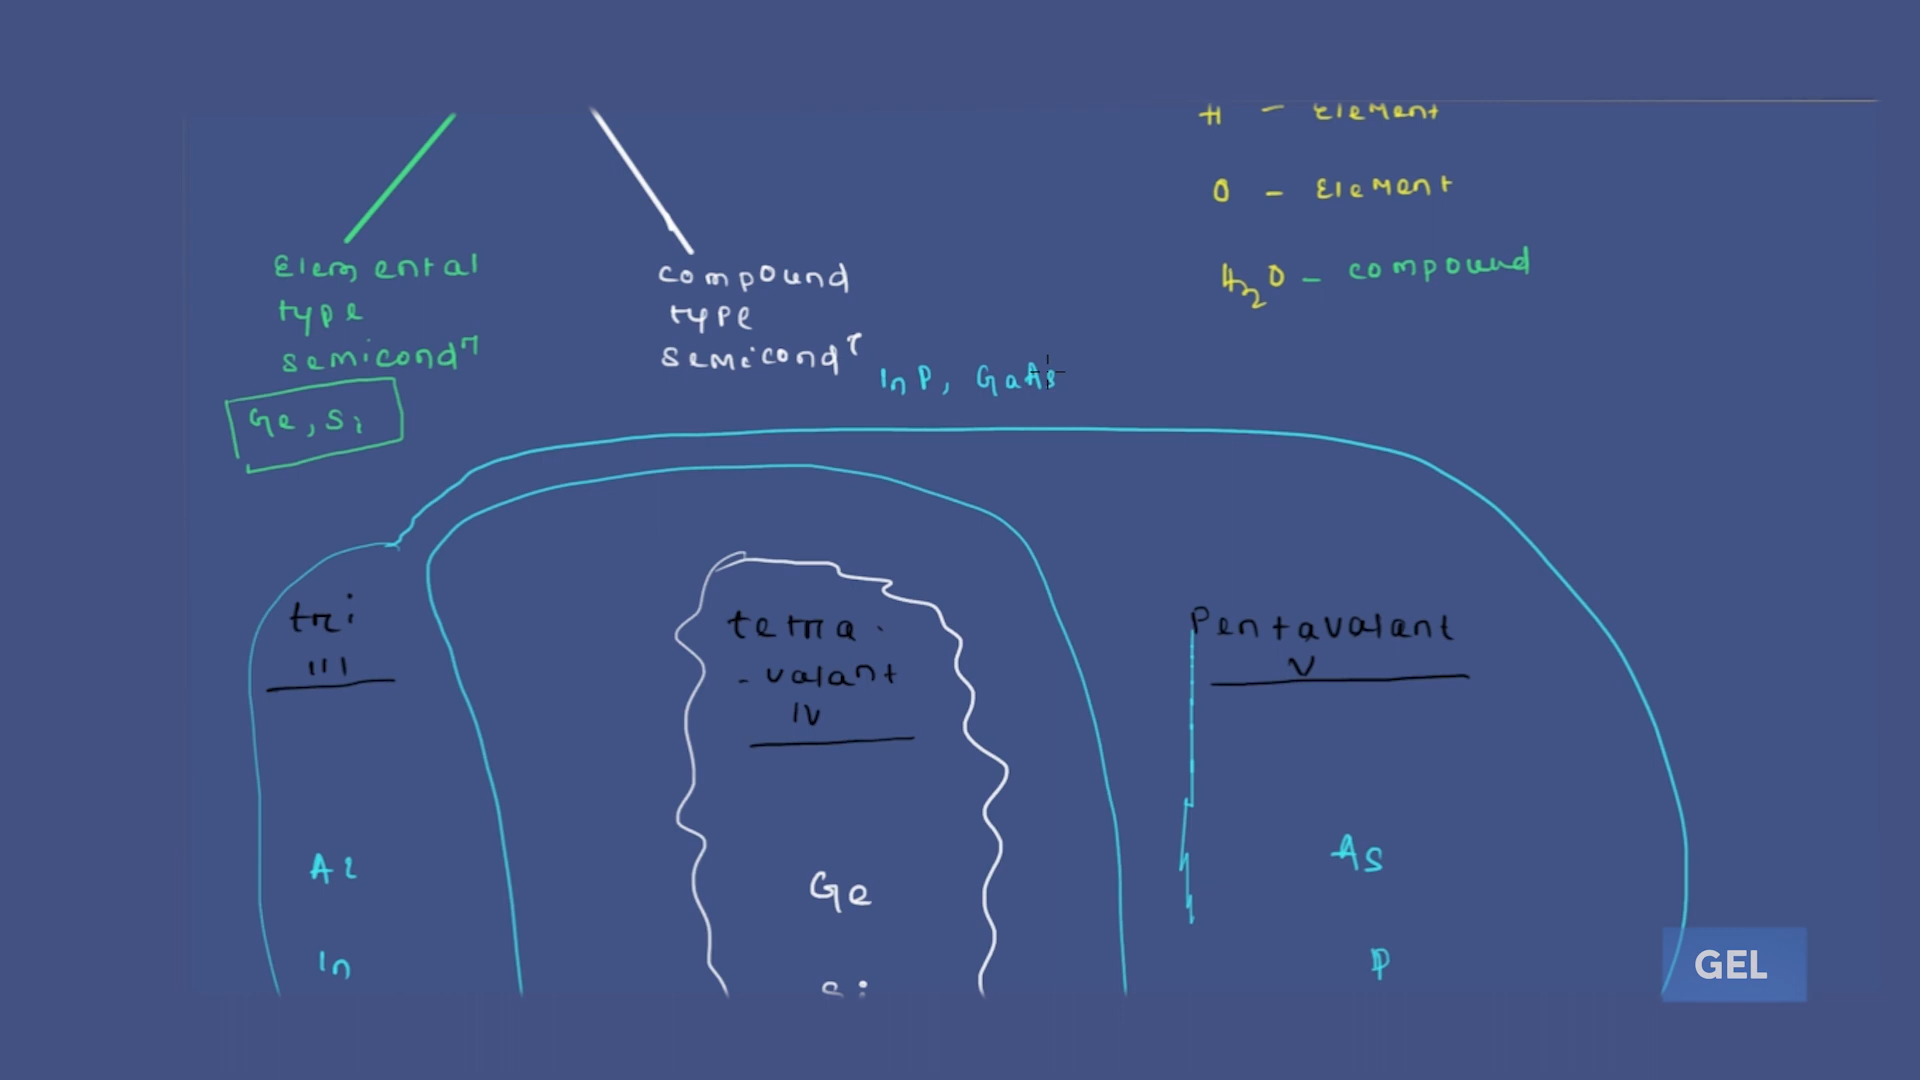 H - Element
O - Element
H2O - compound
Elemental
type
semicondr
Ge, Si
compound
type
semicondr
InP, GaAs
tri
III
tetra
-valant
IV
Pentavalant
V
Al
In
Ge
Si
As
P
GEL